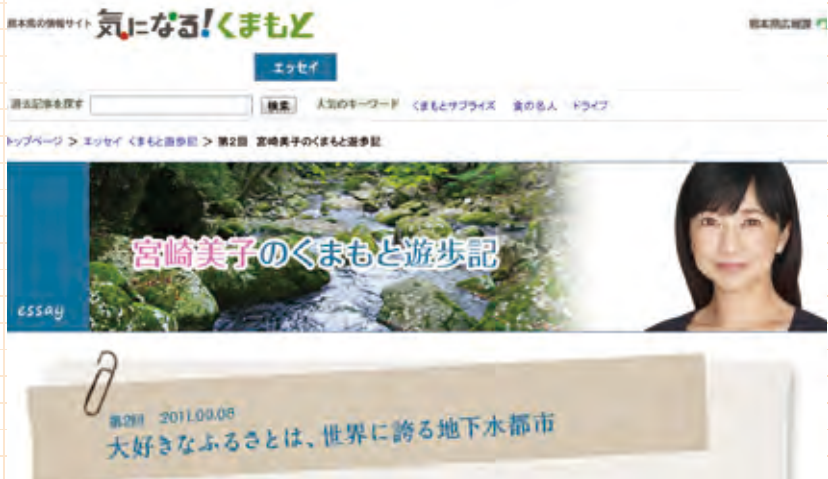 熊本県の情報サイト 気になる!くまもと
熊本県広報課
エッセイ
過去記事を探す 検索 人気のキーワード くまもとサプライズ 食の名人 ドライブ
トップページ > エッセイ くまもと遊歩記 > 第2回 宮崎美子のくまもと遊歩記
宮崎美子のくまもと遊歩記
essay
第2回 2011.09.08
大好きなふるさとは、世界に誇る地下水都市